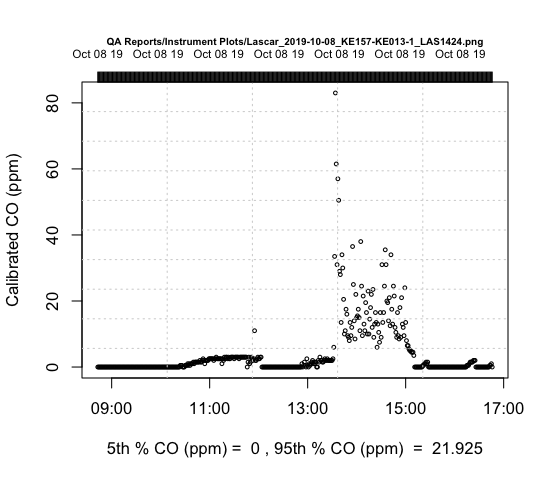 QA Reports/Instrument Plots/Lascar_2019-10-08_KE157-KE013-1_LAS1424.png
Oct 08 19 Oct 08 19 Oct 08 19 Oct 08 19 Oct 08 19 Oct 08 19 Oct 08 19
80
60
40
20
0
Calibrated CO (ppm)
09:00 11:00 13:00 15:00 17:00
5th % CO (ppm) = 0 , 95th % CO (ppm) = 21.925